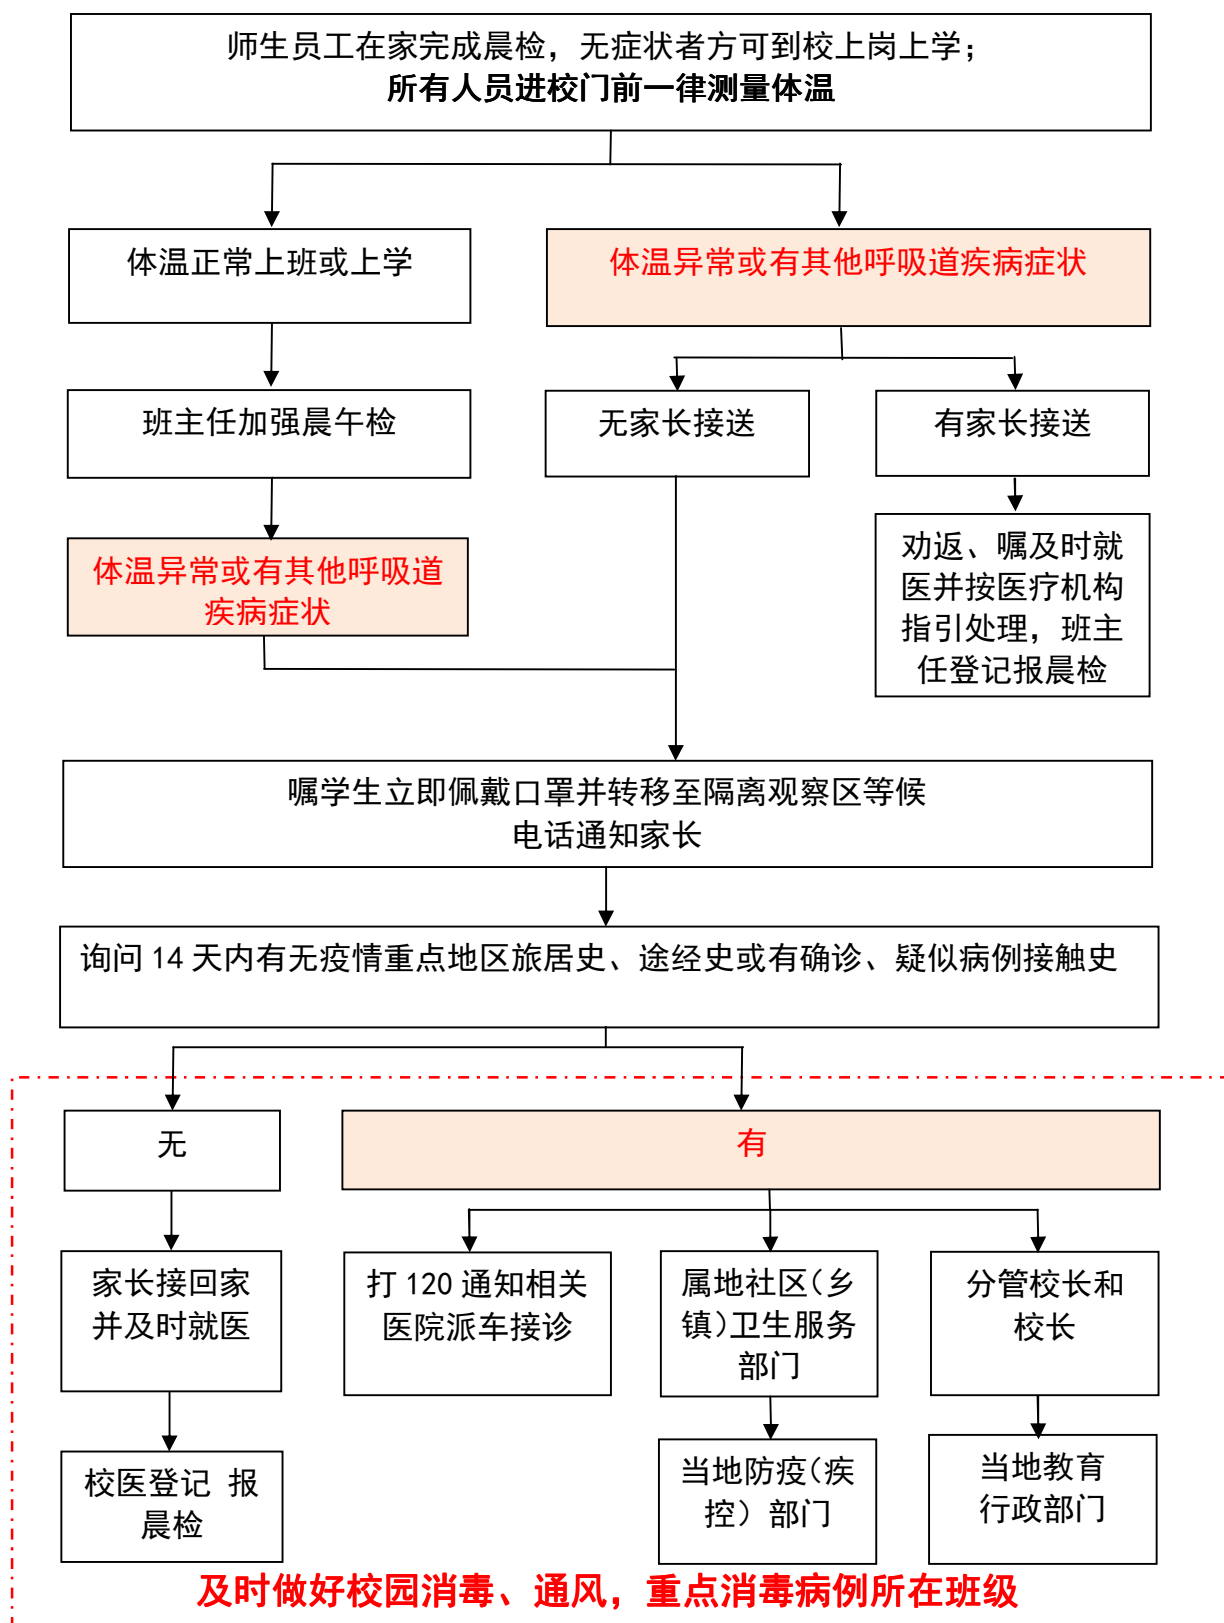 师生员工在家完成晨检，无症状者方可到校上岗上学；
所有人员进校门前一律测量体温
体温正常上班或上学
体温异常或有其他呼吸道疾病症状
班主任加强晨午检
无家长接送
有家长接送
体温异常或有其他呼吸道
疾病症状
劝返、嘱及时就
医并按医疗机构
指引处理，班主
任登记报晨检
嘱学生立即佩戴口罩并转移至隔离观察区等候
电话通知家长
询问 14 天内有无疫情重点地区旅居史、途经史或有确诊、疑似病例接触史
无
有
家长接回家
并及时就医
打 120 通知相关
医院派车接诊
属地社区（乡
镇）卫生服务
部门
分管校长和
校长
校医登记 报
晨检
当地防疫（疾
控）部门
当地教育
行政部门
及时做好校园消毒、通风，重点消毒病例所在班级